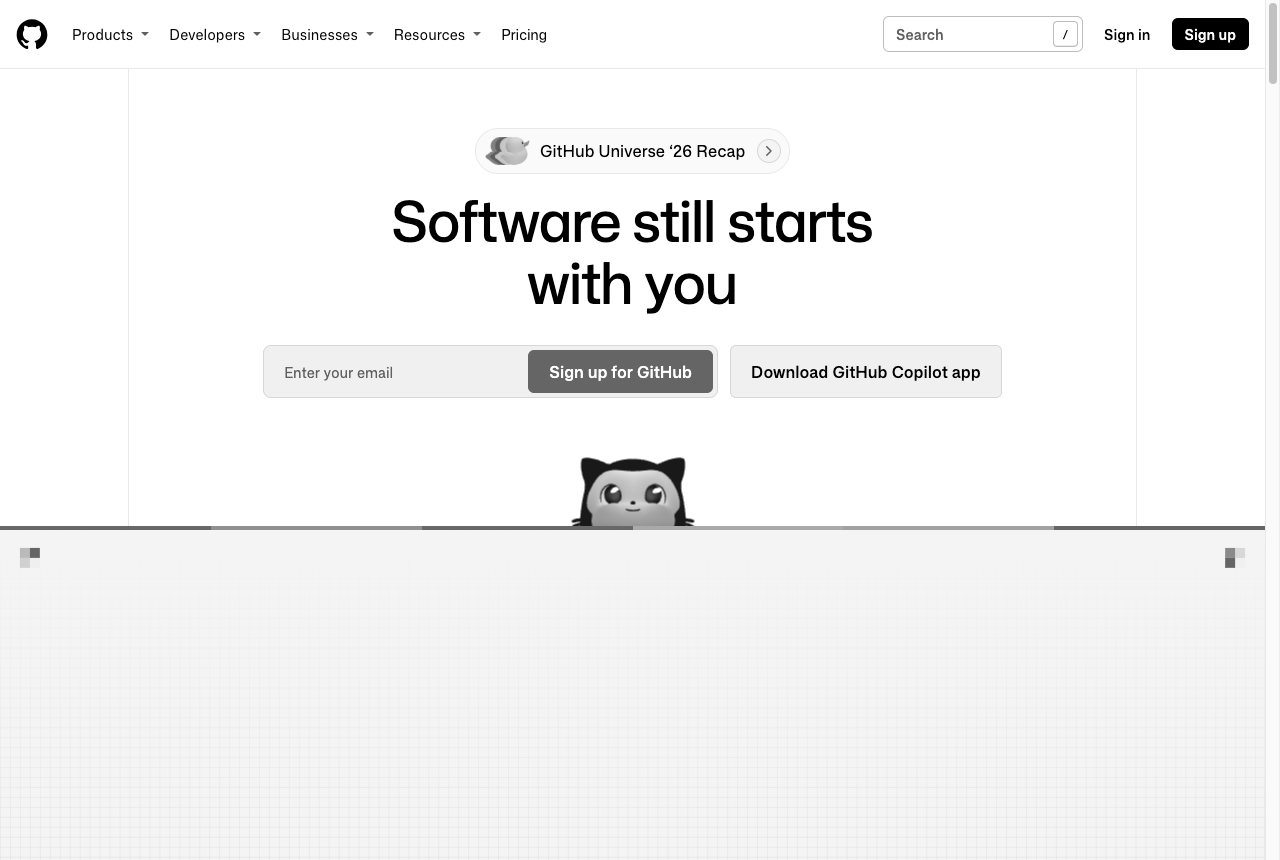 Products
Developers
Businesses
Resources
Pricing
Search
/
Sign in
Sign up
GitHub Universe ‘26 Recap
Software still starts
with you
Enter your email
Sign up for GitHub
Download GitHub Copilot app